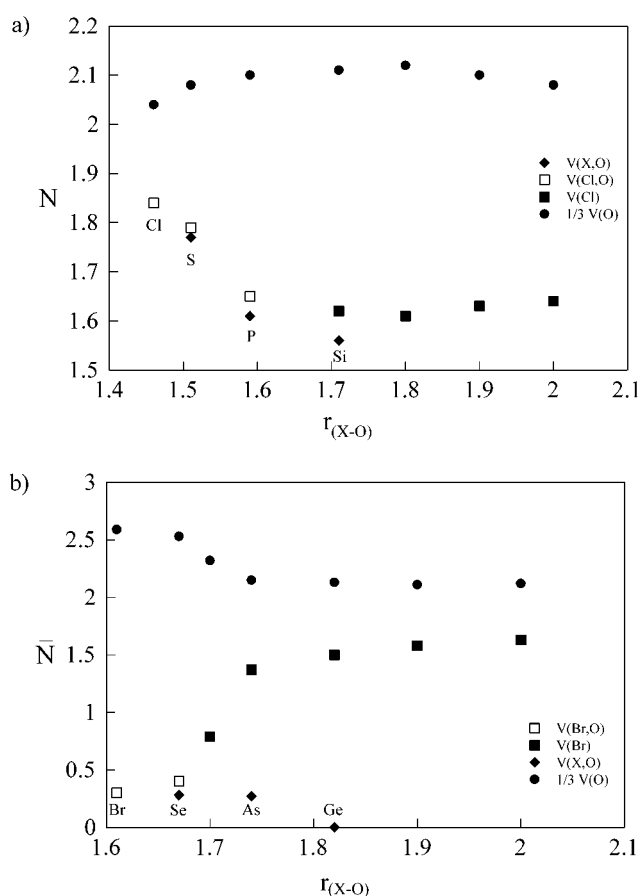 a)
2.2
2.1
2
1.9
1.8
1.7
1.6
1.5
N
Cl
S
P
Si
V(X,O)
V(Cl,O)
V(Cl)
1/3 V(O)
1.4 1.5 1.6 1.7 1.8 1.9 2 2.1
r(X-O)
b)
3
2.5
2
1.5
1
0.5
0
N̄
Br Se As Ge
V(Br,O)
V(Br)
V(X,O)
1/3 V(O)
1.6 1.7 1.8 1.9 2 2.1
r(X-O)